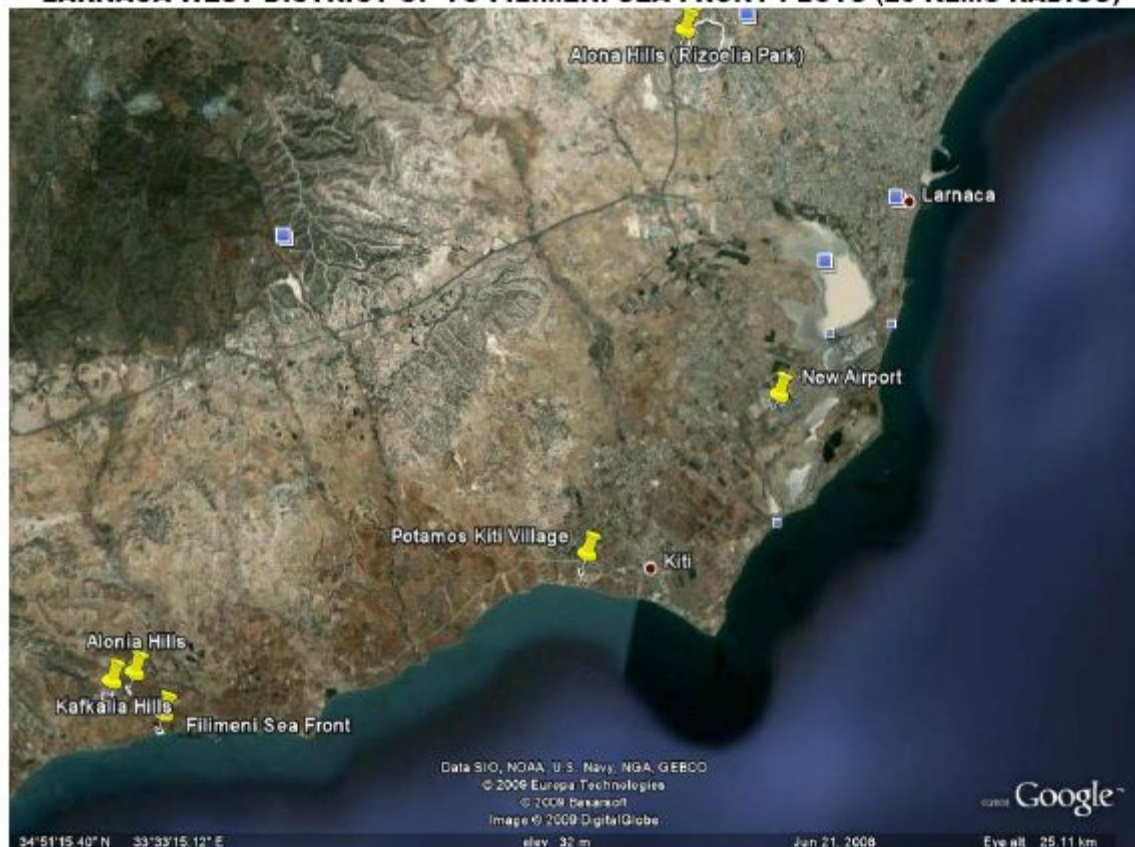 LARNACA WEST DISTRICT UP TO FILIMENI SEA FRONT PLOTS (20 KLMS RADIUS)
Alona Hills (Rizoelia Park)
Larnaca
New Airport
Potamos Kiti Village
Kiti
Alonia Hills
Kafkalia Hills
Filimeni Sea Front
Data SIO, NOAA, U.S. Navy, NGA, GEBCO
© 2009 Europa Technologies
© 2009 Basarsoft
Image © 2009 DigitalGlobe
Google
34°51'15.40" N 33°33'15.12" E
elev 32 m
Jun 21, 2008
Eye alt 25.11 km